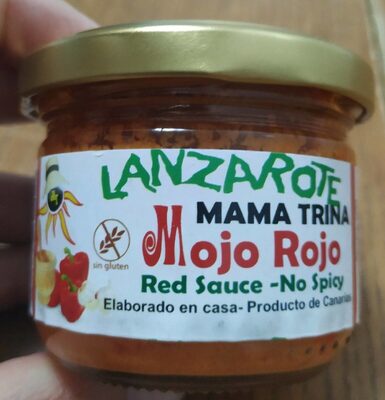 LANZAROTE
MAMA TRINA
Mojo Rojo
sin gluten
Red Sauce -No Spicy
Elaborado en casa- Producto de Canarias